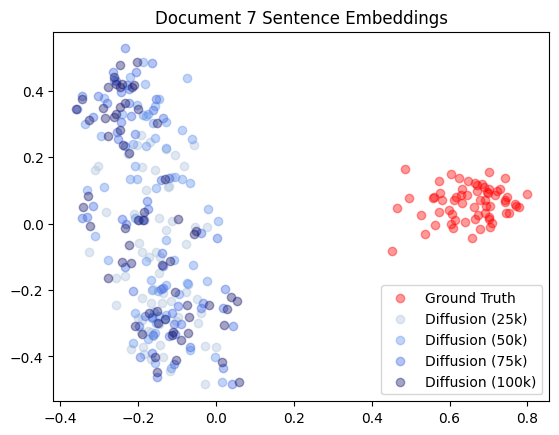 Document 7 Sentence Embeddings
0.4
0.2
0.0
−0.2
−0.4
−0.4
−0.2
0.0
0.2
0.4
0.6
0.8
Ground Truth
Diffusion (25k)
Diffusion (50k)
Diffusion (75k)
Diffusion (100k)